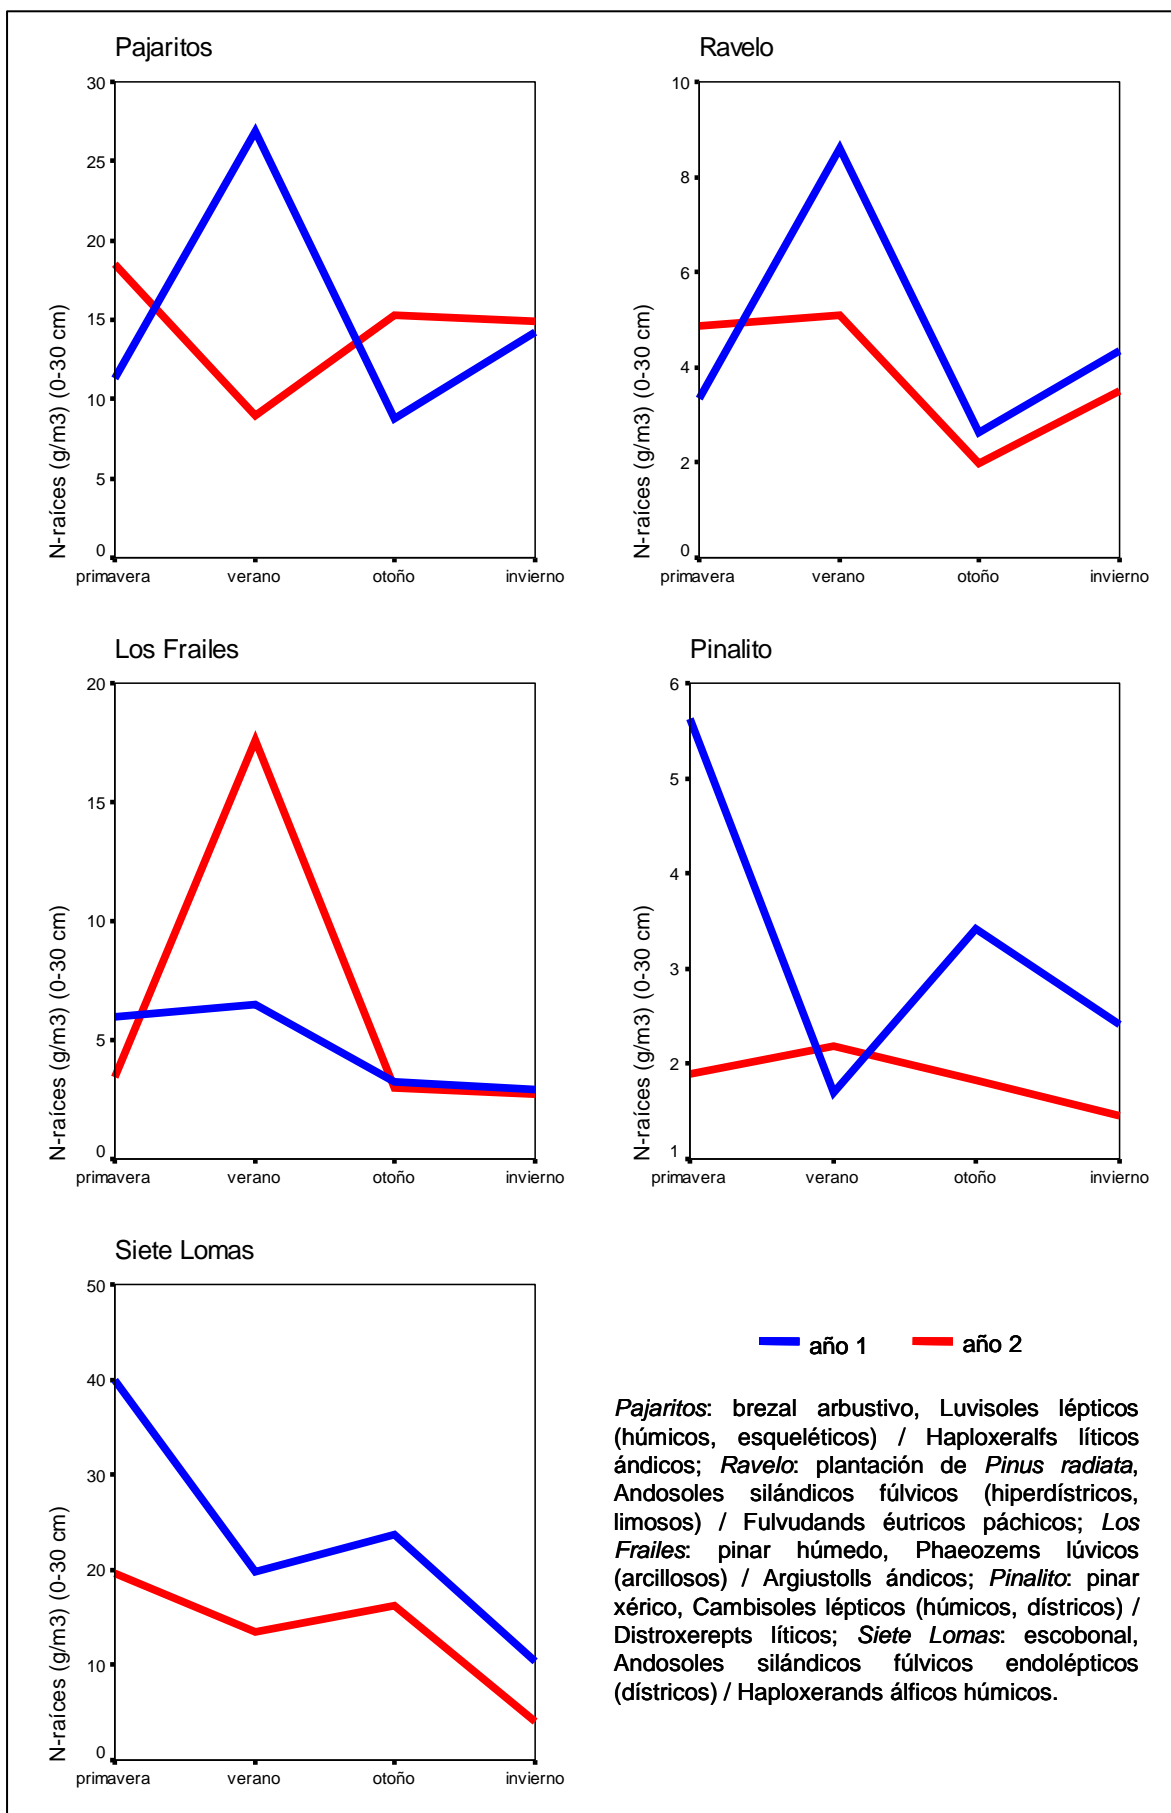 Pajaritos
N-raíces (g/m3) (0-30 cm)
30
25
20
15
10
5
0
primavera verano otoño invierno
Ravelo
N-raíces (g/m3) (0-30 cm)
10
8
6
4
2
0
primavera verano otoño invierno
Los Frailes
N-raíces (g/m3) (0-30 cm)
20
15
10
5
0
primavera verano otoño invierno
Pinalito
N-raíces (g/m3) (0-30 cm)
6
5
4
3
2
1
primavera verano otoño invierno
Siete Lomas
N-raíces (g/m3) (0-30 cm)
50
40
30
20
10
0
primavera verano otoño invierno
año 1 año 2
Pajaritos: brezal arbustivo, Luvisoles lépticos
(húmicos, esqueléticos) / Haploxeralfs líticos
ándicos; Ravelo: plantación de Pinus radiata,
Andosoles silándicos fúlvicos (hiperdístricos,
limosos) / Fulvudands éutricos páchicos; Los
Frailes: pinar húmedo, Phaeozems lúvicos
(arcillosos) / Argiustolls ándicos; Pinalito: pinar
xérico, Cambisoles lépticos (húmicos, dístricos) /
Distroxerepts líticos; Siete Lomas: escobonal,
Andosoles silándicos fúlvicos endolépticos
(dístricos) / Haploxerands álficos húmicos.